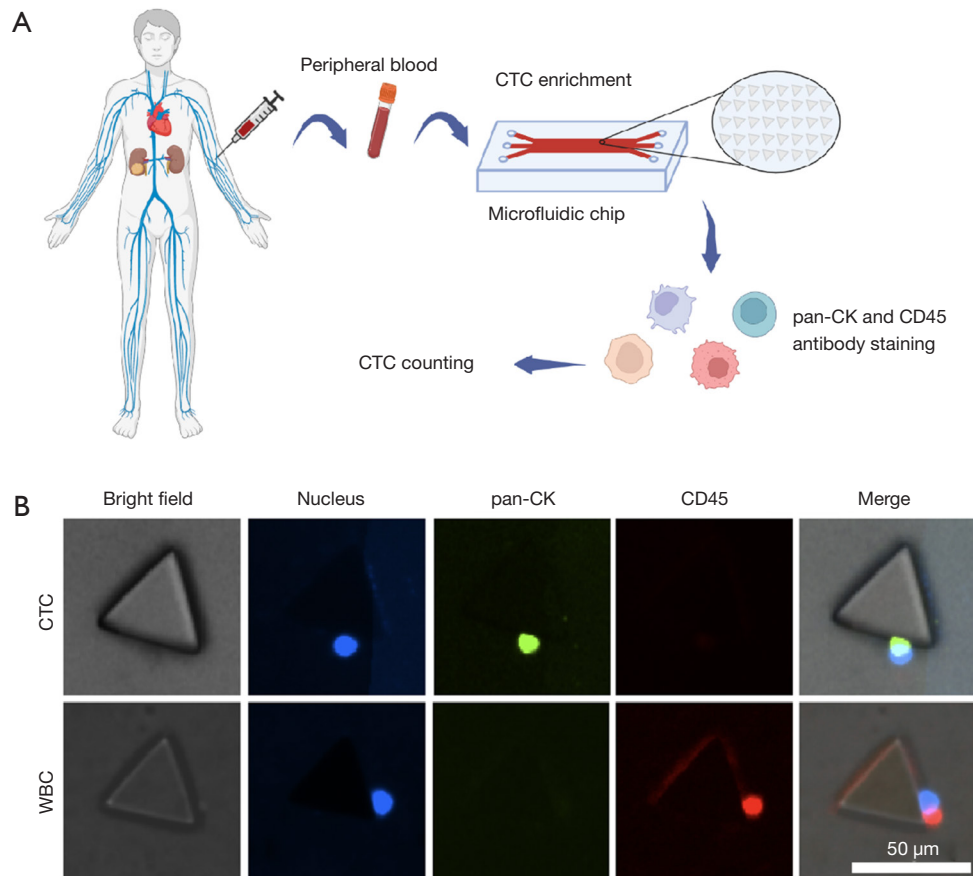 A
Peripheral blood
CTC enrichment
Microfluidic chip
pan-CK and CD45
antibody staining
CTC counting
B
Bright field
Nucleus
pan-CK
CD45
Merge
CTC
WBC
50 µm